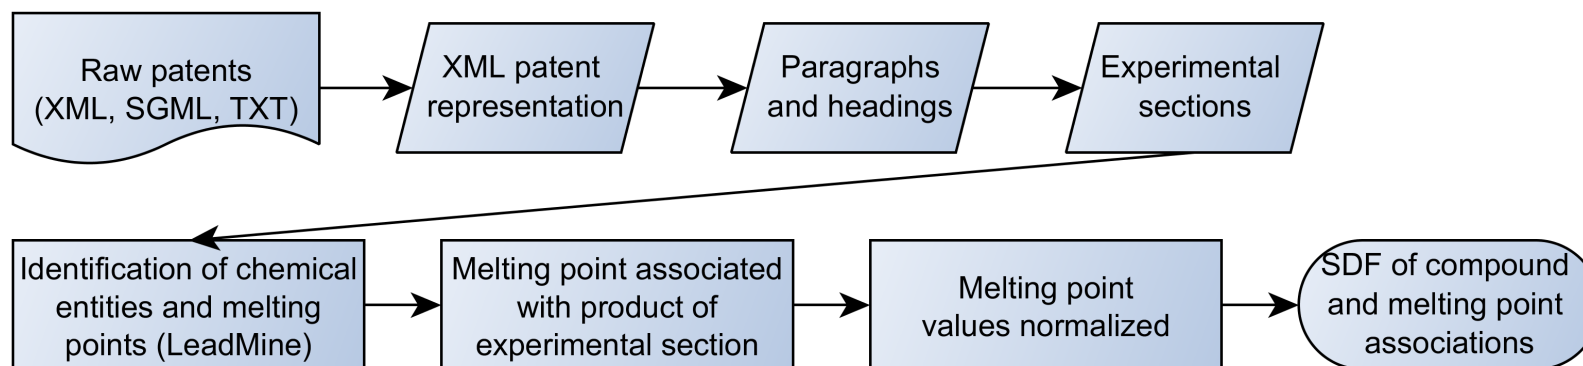 Raw patents
(XML, SGML, TXT)
XML patent
representation
Paragraphs
and headings
Experimental
sections
Identification of chemical
entities and melting
points (LeadMine)
Melting point associated
with product of
experimental section
Melting point
values normalized
SDF of compound
and melting point
associations